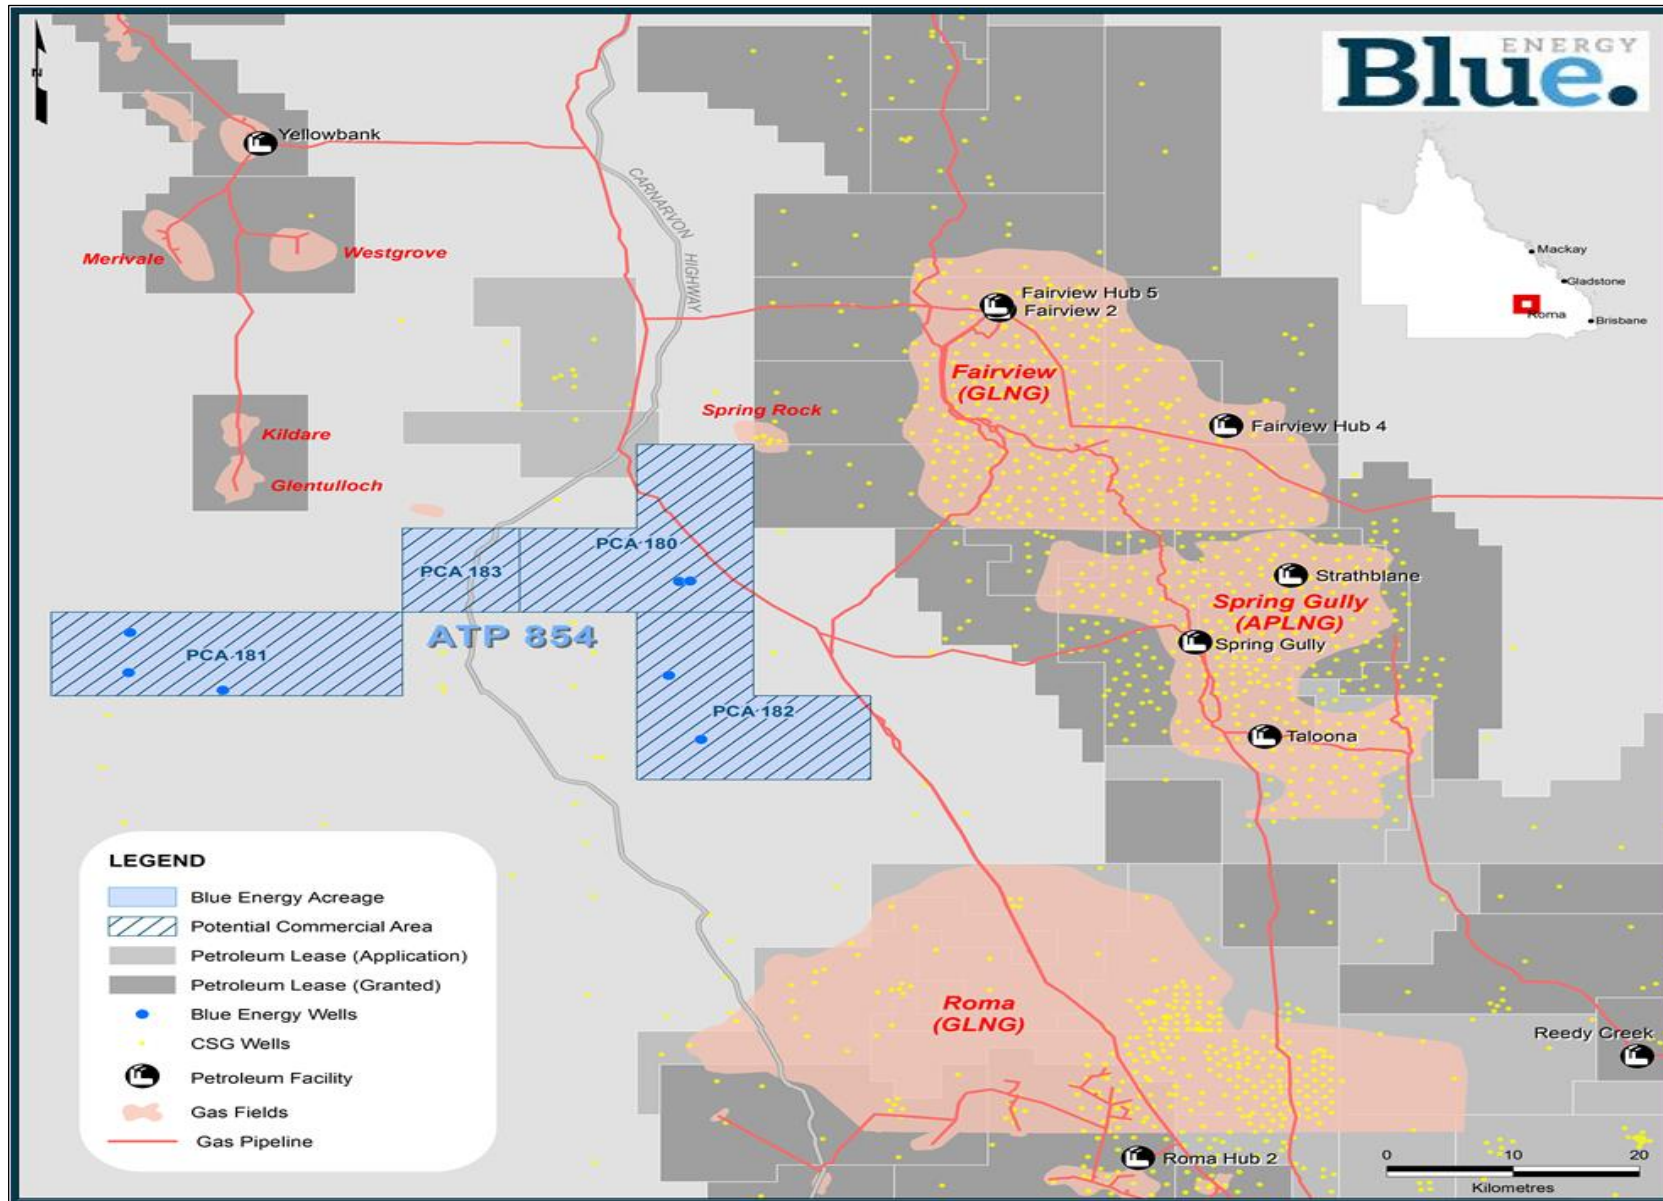 N
ENERGY
Blue.
Yellowbank
CARNARVON HIGHWAY
Merivale
Westgrove
Mackay
Gladstone
Roma
Brisbane
Fairview Hub 5
Fairview 2
Fairview
(GLNG)
Spring Rock
Fairview Hub 4
Kildare
Glentulloch
PCA 180
PCA 183
Strathblane
Spring Gully
(APLNG)
ATP 854
Spring Gully
PCA 181
PCA 182
Taloona
LEGEND
Blue Energy Acreage
Potential Commercial Area
Petroleum Lease (Application)
Petroleum Lease (Granted)
Blue Energy Wells
CSG Wells
Petroleum Facility
Gas Fields
Gas Pipeline
Roma
(GLNG)
Reedy Creek
Roma Hub 2
0 10 20
Kilometres